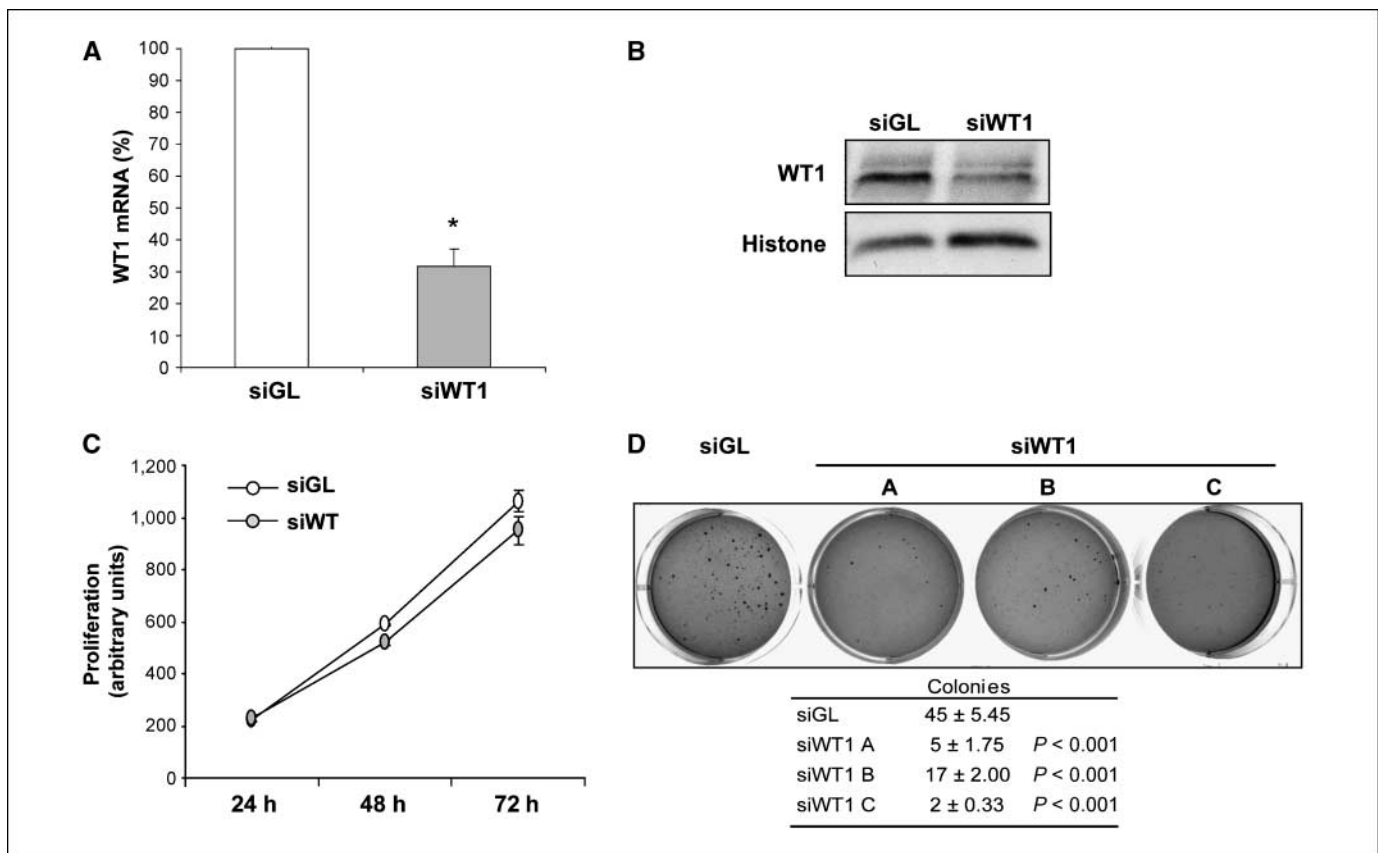 A
WT1 mRNA (%)
100
90
80
70
60
50
40
30
20
10
0
*
siGL siWT1
B
siGL siWT1
WT1
Histone
C
Proliferation
(arbitrary units)
1,200
1,000
800
600
400
200
0
siGL
siWT
24 h 48 h 72 h
D
siGL siWT1
A B C
Colonies
siGL 45 ± 5.45
siWT1 A 5 ± 1.75 P < 0.001
siWT1 B 17 ± 2.00 P < 0.001
siWT1 C 2 ± 0.33 P < 0.001